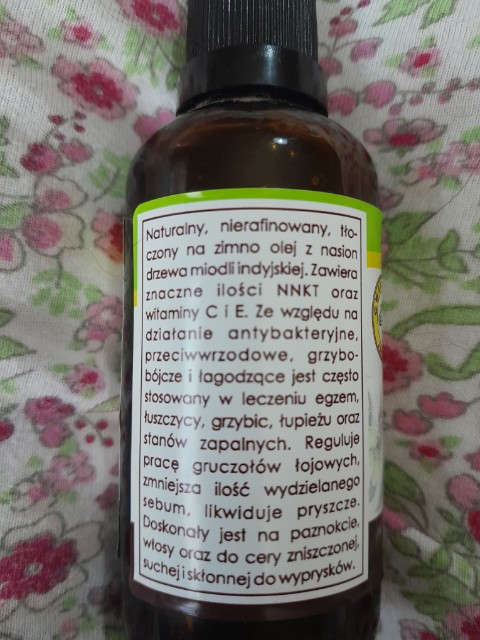 Naturalny, nierafinowany, tło-
czony na zimno olej z nasion
drzewa miodli indyjskiej. Zawiera
znaczne ilości NNKT oraz
witaminy C i E. Ze względu na
działanie antybakteryjne,
przeciwwrzodowe, grzybo-
bójcze i łagodzące jest często
stosowany w leczeniu egzem,
łuszczycy, grzybic, łupieżu oraz
stanów zapalnych. Reguluje
pracę gruczołów łojowych,
zmniejsza ilość wydzielanego
sebum, likwiduje pryszcze.
Doskonały jest na paznokcie,
włosy oraz do cery zniszczonej,
suchej i skłonnej do wyprysków.